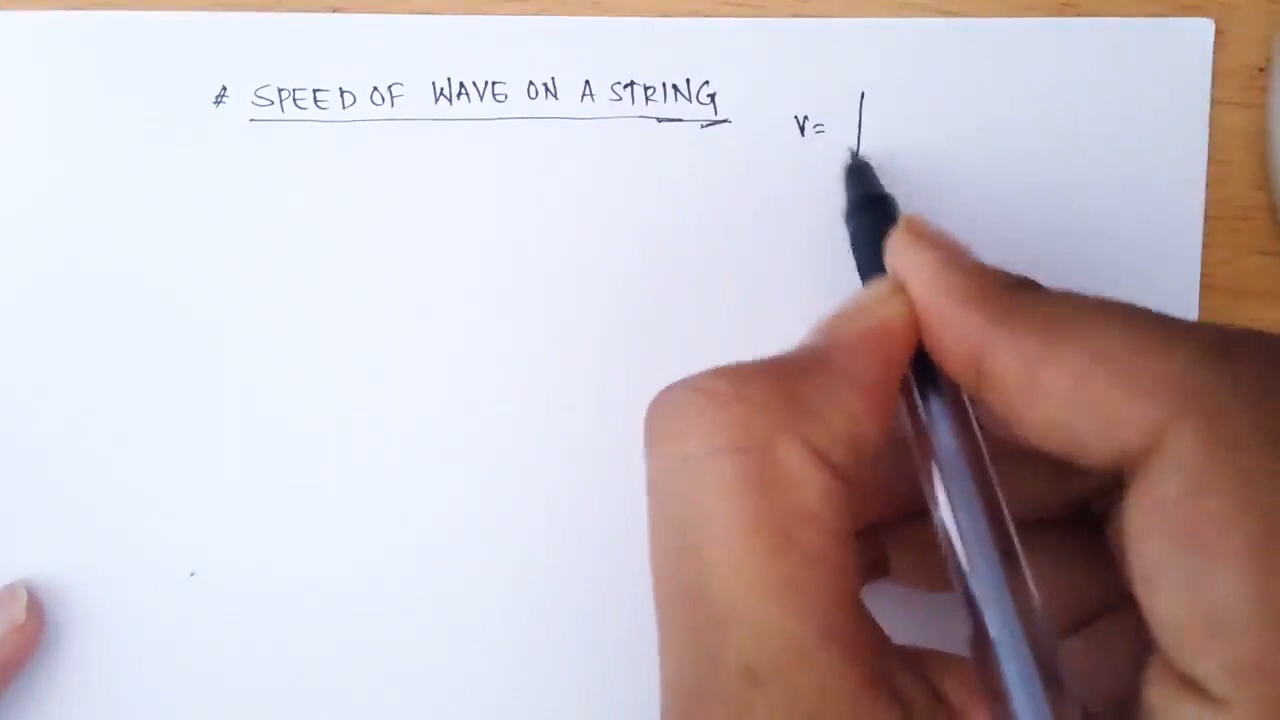 # SPEED OF WAVE ON A STRING
V=